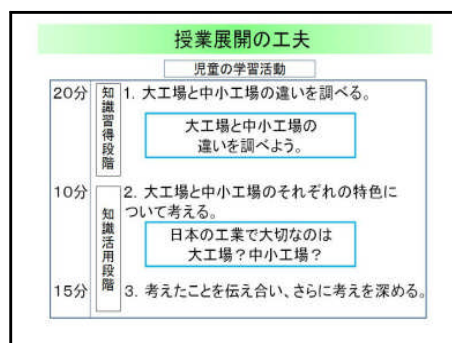 授業展開の工夫
児童の学習活動
20分
知識習得段階
1. 大工場と中小工場の違いを調べる。
大工場と中小工場の
違いを調べよう。
10分
知識活用段階
2. 大工場と中小工場のそれぞれの特色に
ついて考える。
日本の工業で大切なのは
大工場？中小工場？
15分
3. 考えたことを伝え合い、さらに考えを深める。